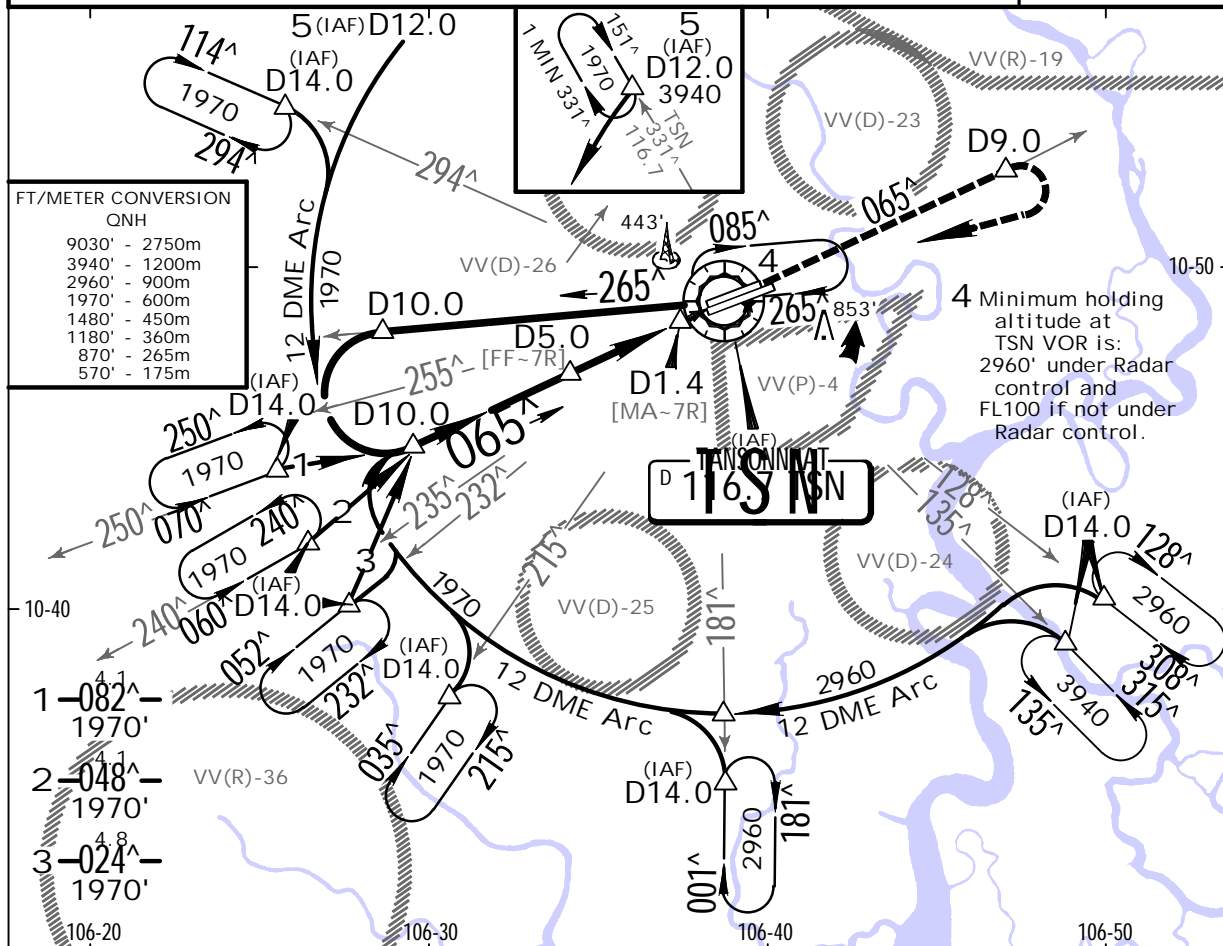 5 (IAF) D12.0
114^
(IAF)
D14.0
1970
294^
294^
12 DME Arc
1970
5
(IAF)
D12.0
3940
151^
1970
1 MIN 331^
TSN
331^
116.7
VV(R)-19
VV(D)-23
D9.0
065^
FT/METER CONVERSION
QNH
9030' - 2750m
3940' - 1200m
2960' - 900m
1970' - 600m
1480' - 450m
1180' - 360m
870' - 265m
570' - 175m
443'
VV(D)-26
085^
4
265^
265^
853'
10-50
4 Minimum holding
altitude at
TSN VOR is:
2960' under Radar
control and
FL100 if not under
Radar control.
D10.0
D5.0
[FF~7R]
255^
D1.4
[MA~7R]
VV(P)-4
(IAF)
D14.0
D10.0
065^
250^
1970
070^
250^
1
(IAF)
TANSONNHAT
D 116.7 TSN
TSN
235^
232^
240^
1970
060^
240^
2
(IAF)
D14.0
3
215^
128^
135^
(IAF)
D14.0
128^
2960
308^
VV(D)-24
VV(D)-25
10-40
052^
1970
232^
1970
(IAF)
D14.0
12 DME Arc
181^
2960
12 DME Arc
315^
3940
135^
035^
1970
215^
(IAF)
D14.0
181^
2960
001^
4.1
1 082^
1970'
4.1
2 048^
1970'
4.8
3 024^
1970'
VV(R)-36
106-20
106-30
106-40
106-50